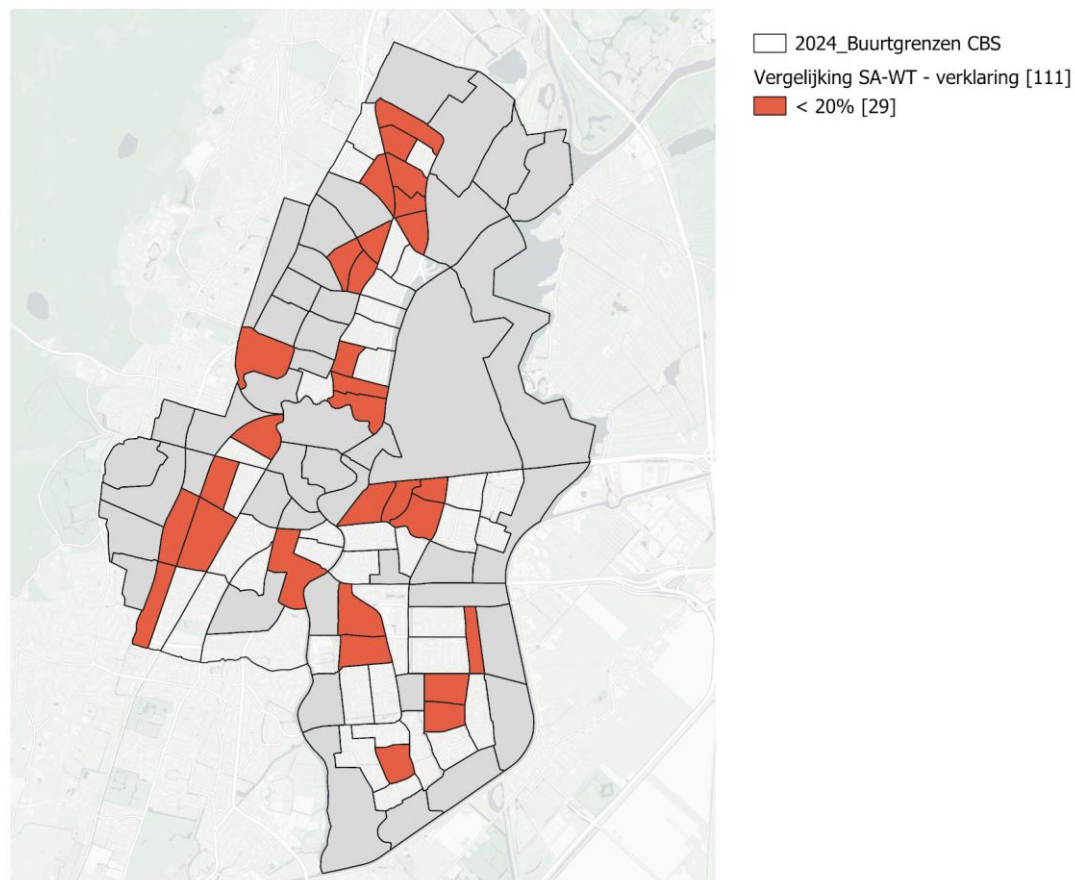 2024_Buurtgrenzen CBS
Vergelijking SA-WT - verklaring [111]
< 20% [29]